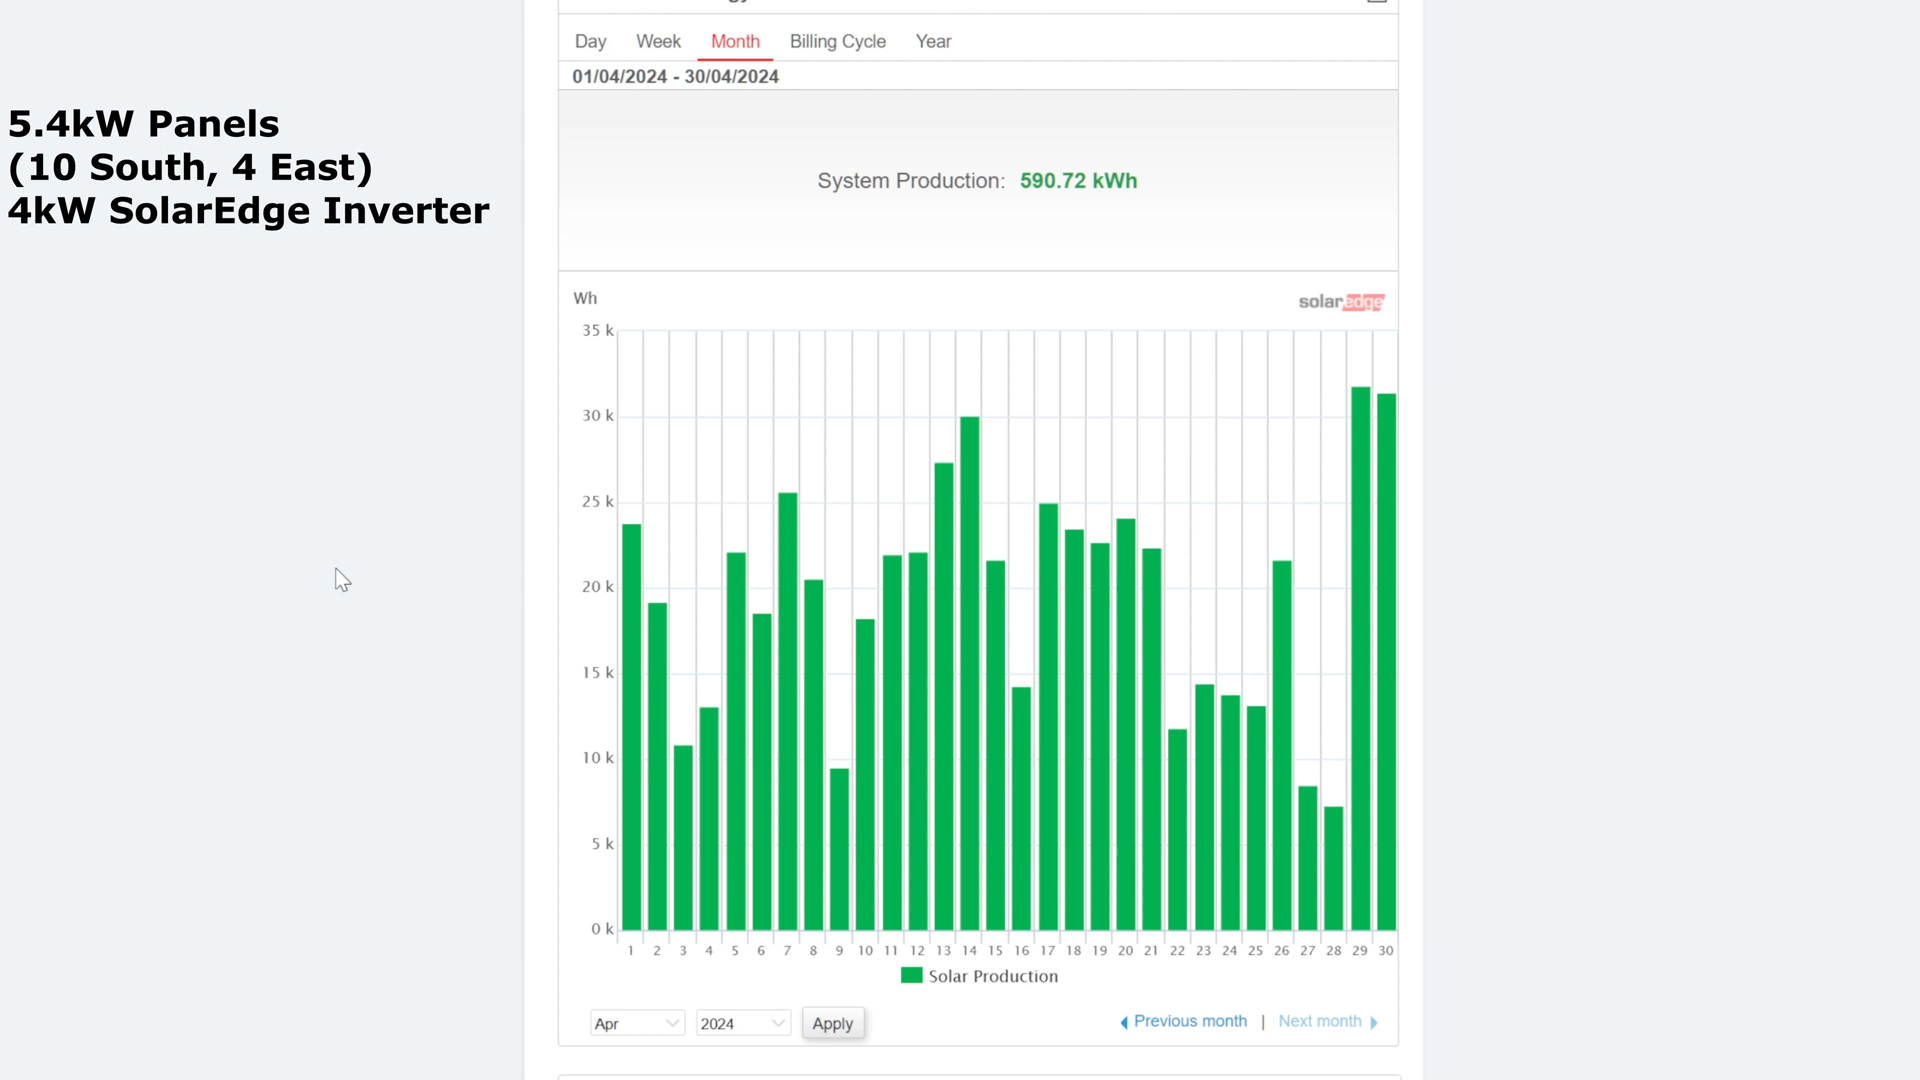 Day Week Month Billing Cycle Year
01/04/2024 - 30/04/2024
5.4kW Panels
(10 South, 4 East)
4kW SolarEdge Inverter
System Production: 590.72 kWh
Wh
solaredge
35 k
30 k
25 k
20 k
15 k
10 k
5 k
0 k
1 2 3 4 5 6 7 8 9 10 11 12 13 14 15 16 17 18 19 20 21 22 23 24 25 26 27 28 29 30
Solar Production
Apr 2024 Apply Previous month | Next month